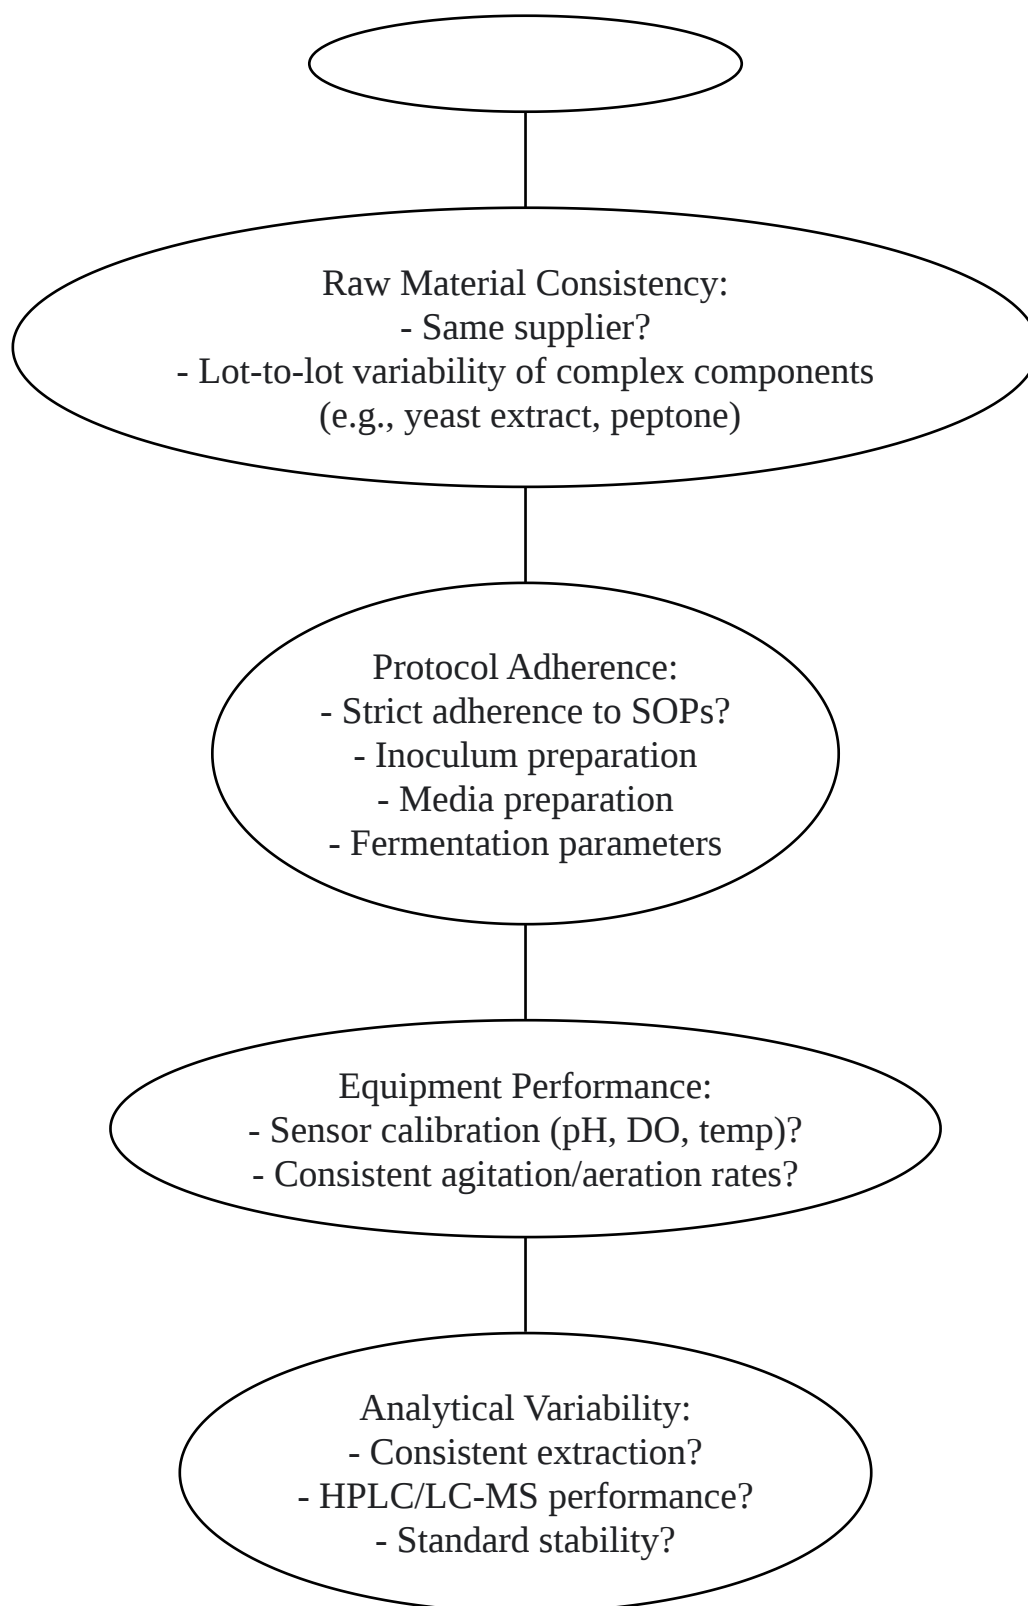 Raw Material Consistency:
- Same supplier?
- Lot-to-lot variability of complex components
(e.g., yeast extract, peptone)
Protocol Adherence:
- Strict adherence to SOPs?
- Inoculum preparation
- Media preparation
- Fermentation parameters
Equipment Performance:
- Sensor calibration (pH, DO, temp)?
- Consistent agitation/aeration rates?
Analytical Variability:
- Consistent extraction?
- HPLC/LC-MS performance?
- Standard stability?